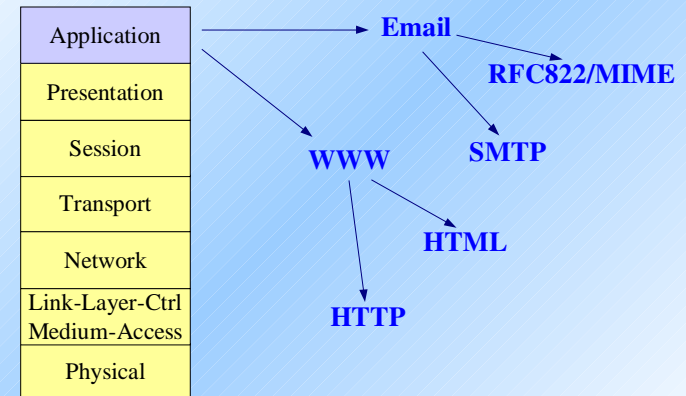 Application
Presentation
Session
Transport
Network
Link-Layer-Ctrl
Medium-Access
Physical
Email
RFC822/MIME
SMTP
WWW
HTML
HTTP